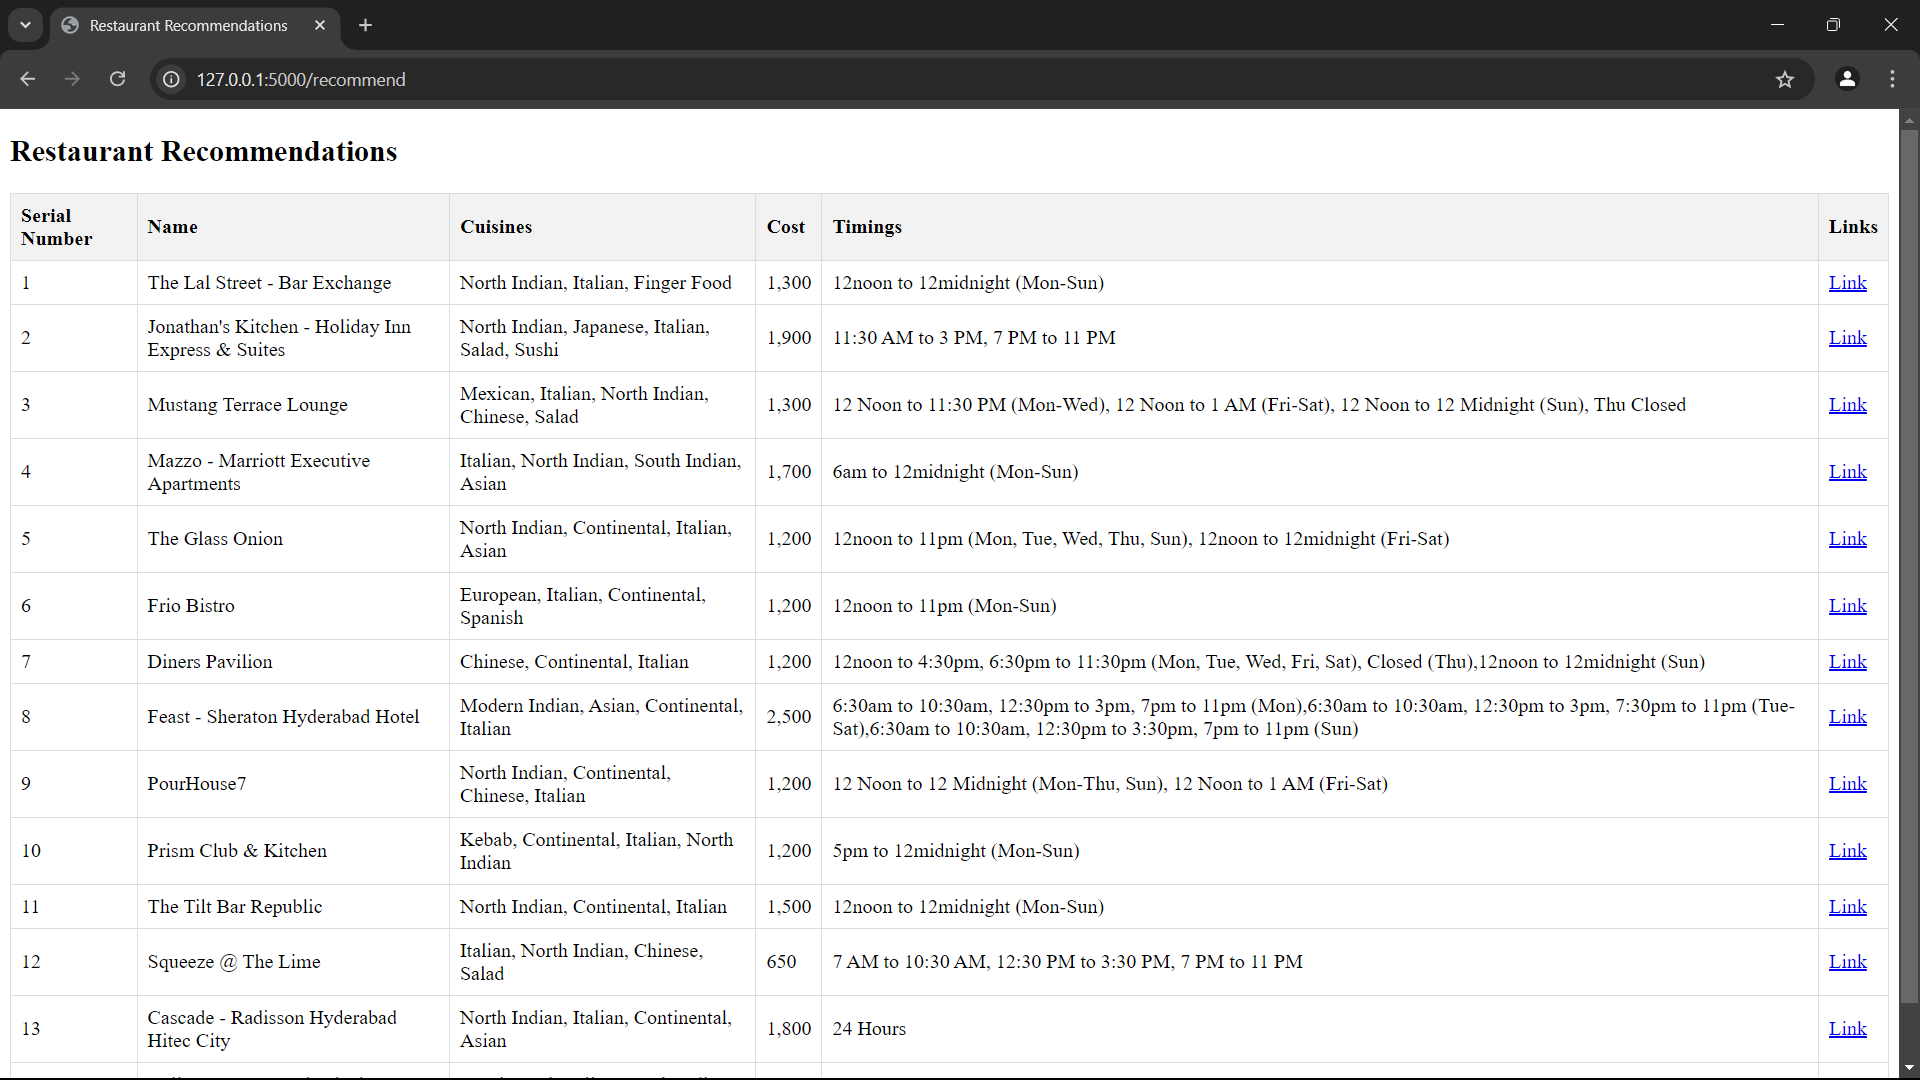 Restaurant Recommendations
127.0.0.1:5000/recommend
Restaurant Recommendations
Serial Number Name Cuisines Cost Timings Links
1 The Lal Street - Bar Exchange North Indian, Italian, Finger Food 1,300 12noon to 12midnight (Mon-Sun) Link
2 Jonathan's Kitchen - Holiday Inn Express & Suites North Indian, Japanese, Italian, Salad, Sushi 1,900 11:30 AM to 3 PM, 7 PM to 11 PM Link
3 Mustang Terrace Lounge Mexican, Italian, North Indian, Chinese, Salad 1,300 12 Noon to 11:30 PM (Mon-Wed), 12 Noon to 1 AM (Fri-Sat), 12 Noon to 12 Midnight (Sun), Thu Closed Link
4 Mazzo - Marriott Executive Apartments Italian, North Indian, South Indian, Asian 1,700 6am to 12midnight (Mon-Sun) Link
5 The Glass Onion North Indian, Continental, Italian, Asian 1,200 12noon to 11pm (Mon, Tue, Wed, Thu, Sun), 12noon to 12midnight (Fri-Sat) Link
6 Frio Bistro European, Italian, Continental, Spanish 1,200 12noon to 11pm (Mon-Sun) Link
7 Diners Pavilion Chinese, Continental, Italian 1,200 12noon to 4:30pm, 6:30pm to 11:30pm (Mon, Tue, Wed, Fri, Sat), Closed (Thu),12noon to 12midnight (Sun) Link
8 Feast - Sheraton Hyderabad Hotel Modern Indian, Asian, Continental, Italian 2,500 6:30am to 10:30am, 12:30pm to 3pm, 7pm to 11pm (Mon),6:30am to 10:30am, 12:30pm to 3pm, 7:30pm to 11pm (Tue-Sat),6:30am to 10:30am, 12:30pm to 3:30pm, 7pm to 11pm (Sun) Link
9 PourHouse7 North Indian, Continental, Chinese, Italian 1,200 12 Noon to 12 Midnight (Mon-Thu, Sun), 12 Noon to 1 AM (Fri-Sat) Link
10 Prism Club & Kitchen Kebab, Continental, Italian, North Indian 1,200 5pm to 12midnight (Mon-Sun) Link
11 The Tilt Bar Republic North Indian, Continental, Italian 1,500 12noon to 12midnight (Mon-Sun) Link
12 Squeeze @ The Lime Italian, North Indian, Chinese, Salad 650 7 AM to 10:30 AM, 12:30 PM to 3:30 PM, 7 PM to 11 PM Link
13 Cascade - Radisson Hyderabad Hitec City North Indian, Italian, Continental, Asian 1,800 24 Hours Link